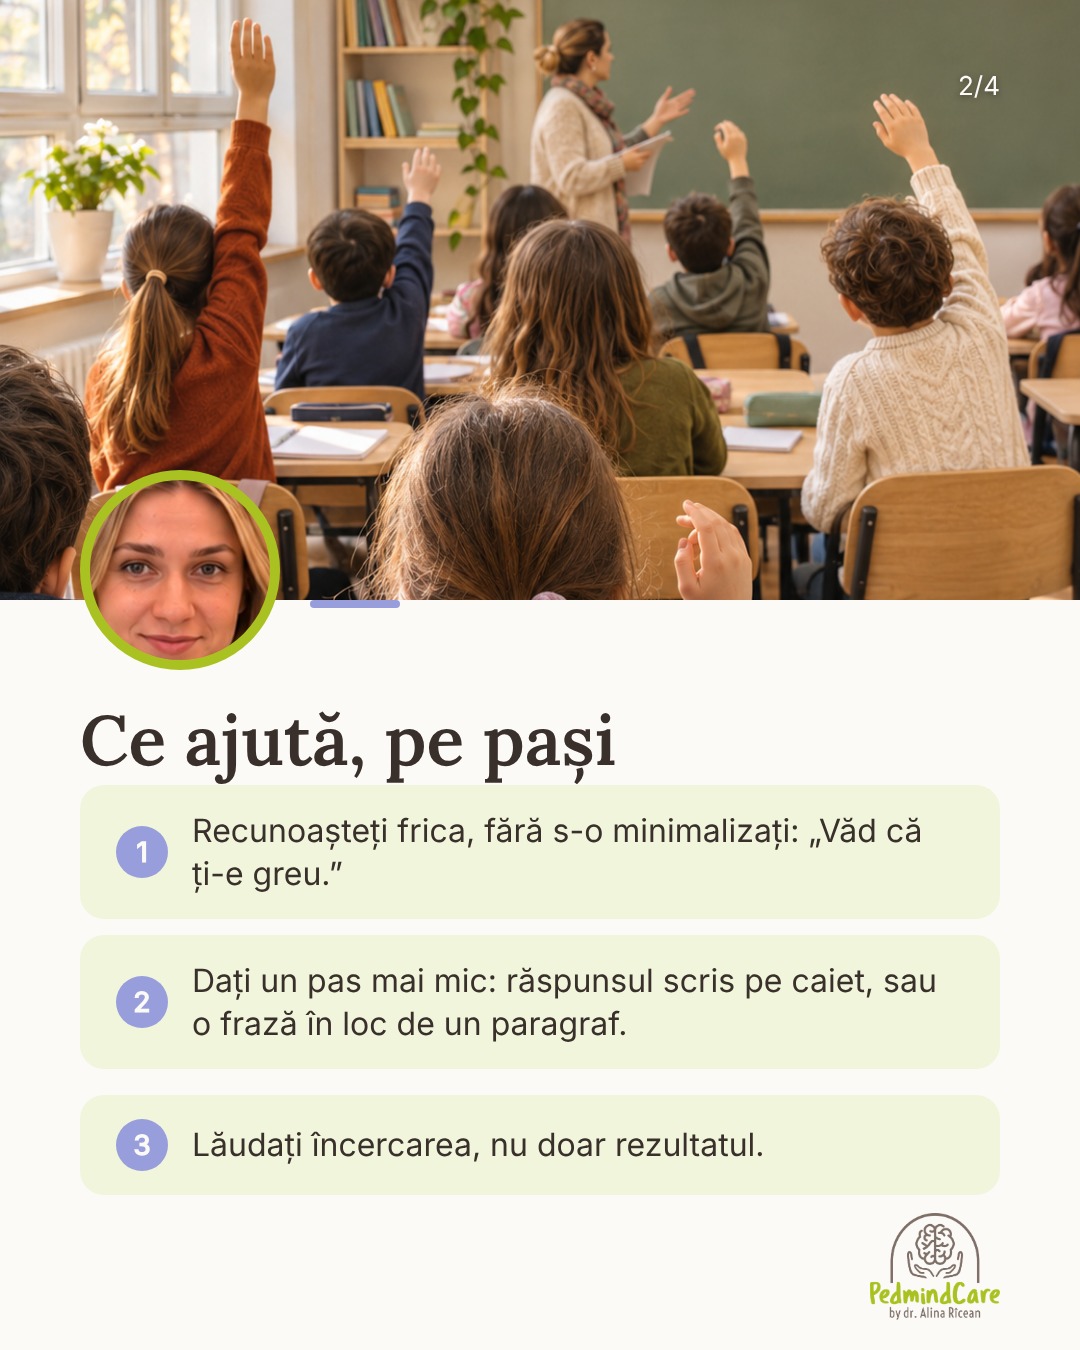 2/4
Ce ajută, pe pași
1
Recunoașteți frica, fără s-o minimalizați: „Văd că
ți-e greu.”
2
Dați un pas mai mic: răspunsul scris pe caiet, sau
o frază în loc de un paragraf.
3
Lăudați încercarea, nu doar rezultatul.
PedmindCare
by dr. Alina Rîcean